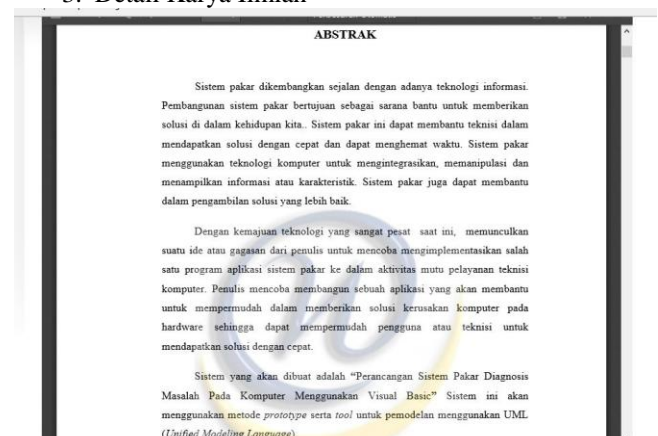 3. Detail Karya Ilmiah
ABSTRAK
Sistem pakar dikembangkan sejalan dengan adanya teknologi informasi.
Pembangunan sistem pakar bertujuan sebagai sarana bantu untuk memberikan
solusi di dalam kehidupan kita.. Sistem pakar ini dapat membantu teknisi dalam
mendapatkan solusi dengan cepat dan dapat menghemat waktu. Sistem pakar
menggunakan teknologi komputer untuk mengintegrasikan, memanipulasi dan
menampilkan informasi atau karakteristik. Sistem pakar juga dapat membantu
dalam pengambilan solusi yang lebih baik.
Dengan kemajuan teknologi yang sangat pesat saat ini, memunculkan
suatu ide atau gagasan dari penulis untuk mencoba mengimplementasikan salah
satu program aplikasi sistem pakar ke dalam aktivitas mutu pelayanan teknisi
komputer. Penulis mencoba membangun sebuah aplikasi yang akan membantu
untuk mempermudah dalam memberikan solusi kerusakan komputer pada
hardware sehingga dapat mempermudah pengguna atau teknisi untuk
mendapatkan solusi dengan cepat.
Sistem yang akan dibuat adalah “Perancangan Sistem Pakar Diagnosis
Masalah Pada Komputer Menggunakan Visual Basic” Sistem ini akan
menggunakan metode prototype serta tool untuk pemodelan menggunakan UML
(Unified Modeling Language)